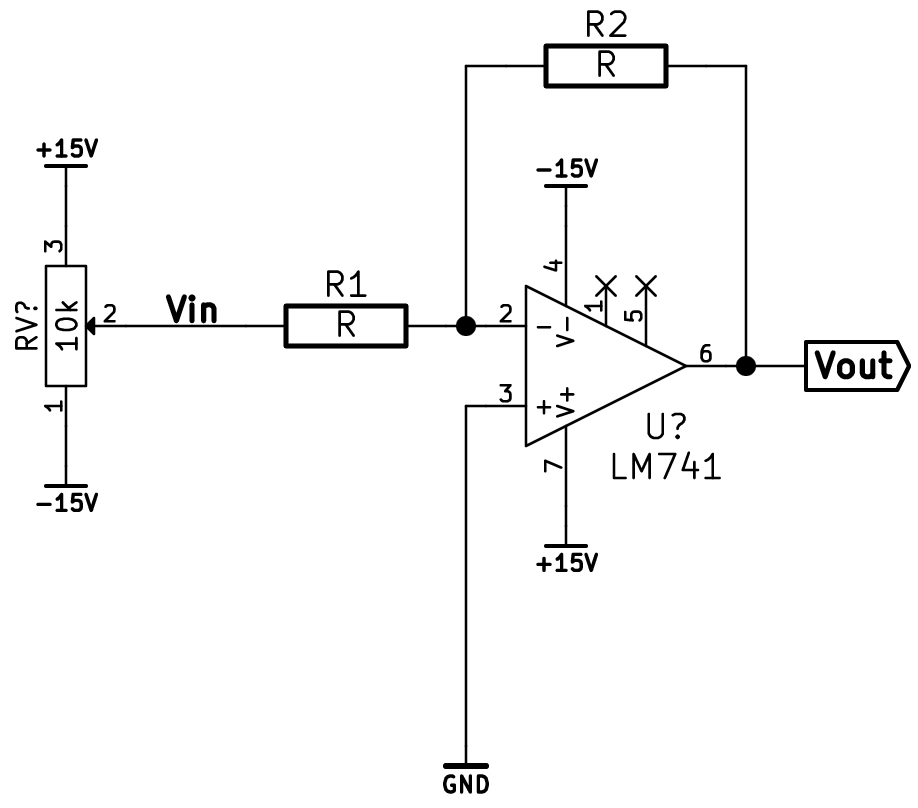 R2
R
+15V
-15V
3
4
R1
1
5
RV?
10k
2
Vin
R
2
-
V-
6
Vout
1
3
+
V+
U?
7
LM741
-15V
+15V
GND